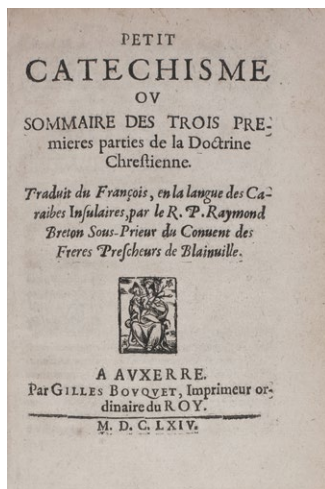 PETIT
CATECHISME
OV
SOMMAIRE DES TROIS PRE-
mieres parties de la Doctrine
Chreſtienne.
Traduit du François, en la langue des Ca-
raibes Inſulaires, par le R. P. Raymond
Breton Sous-Prieur du Conuent des
Freres Preſcheurs de Blainuille.
A AVXERRE.
Par GILLES BOVQVET, Imprimeur or-
dinaire du ROY.
M. D. C. LXIV.